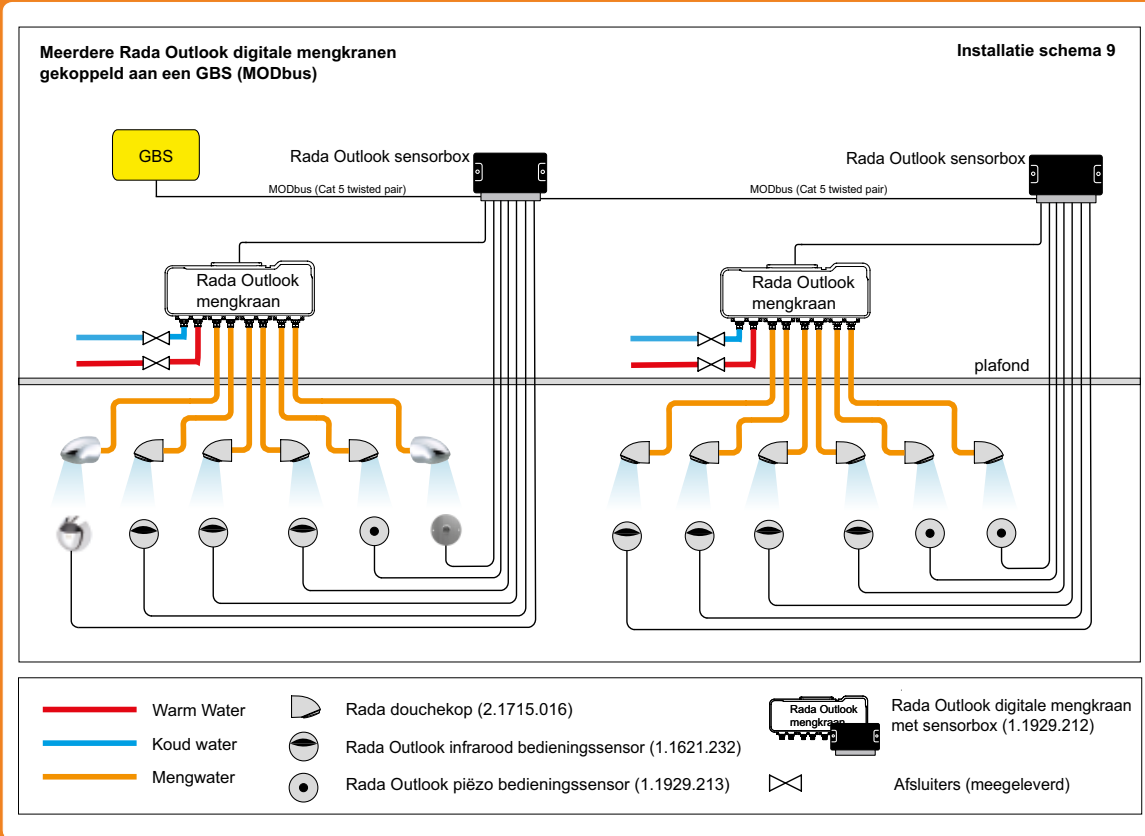 Meerdere Rada Outlook digitale mengkranen
gekoppeld aan een GBS (MODbus)
Installatie schema 9
GBS
Rada Outlook sensorbox
Rada Outlook sensorbox
MODbus (Cat 5 twisted pair)
MODbus (Cat 5 twisted pair)
Rada Outlook
mengkraan
Rada Outlook
mengkraan
plafond
Warm Water
Koud water
Mengwater
Rada douchekop (2.1715.016)
Rada Outlook infrarood bedieningssensor (1.1621.232)
Rada Outlook piëzo bedieningssensor (1.1929.213)
Rada Outlook
mengkraan
Rada Outlook digitale mengkraan
met sensorbox (1.1929.212)
Afsluiters (meegeleverd)